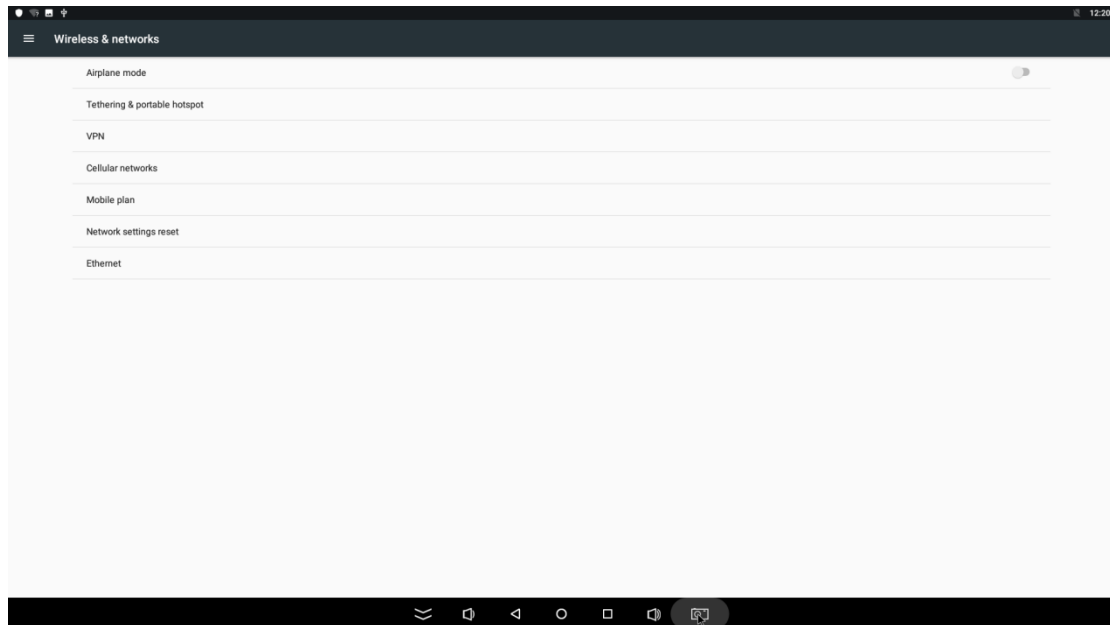 12:20
Wireless & networks
Airplane mode
Tethering & portable hotspot
VPN
Cellular networks
Mobile plan
Network settings reset
Ethernet